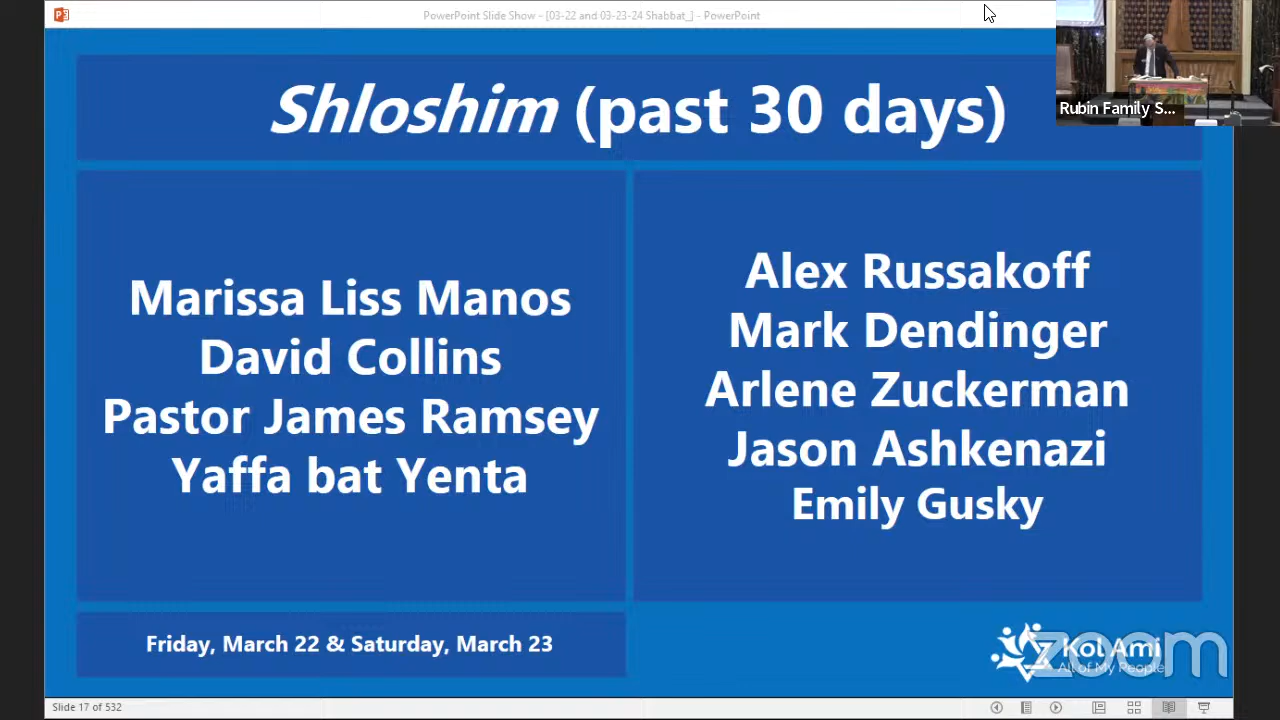 PowerPoint Slide Show - [03-22 and 03-23-24 Shabbat_] - PowerPoint
Rubin Family S...
Shloshim (past 30 days)
Marissa Liss Manos
David Collins
Pastor James Ramsey
Yaffa bat Yenta
Alex Russakoff
Mark Dendinger
Arlene Zuckerman
Jason Ashkenazi
Emily Gusky
Friday, March 22 & Saturday, March 23
Kol Ami
All of My People
zoom
Slide 17 of 532